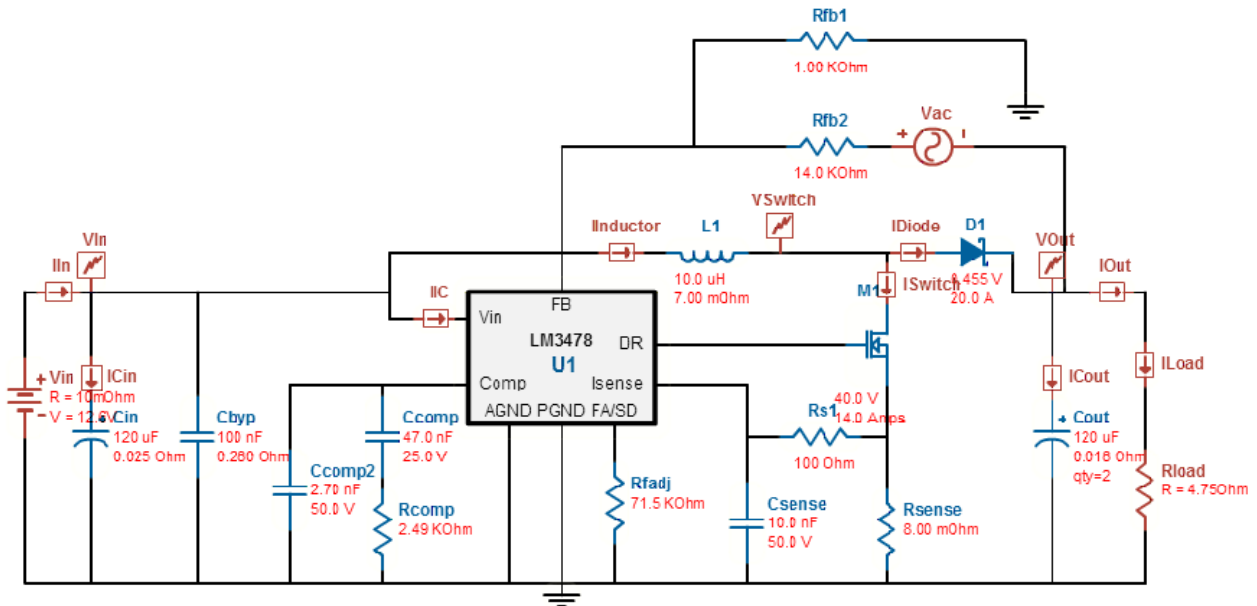 Rfb1
1.00 KOhm
Rfb2
14.0 KOhm
+ Vac -
VSwitch
IInductor
L1
10.0 uH
7.00 mOhm
IDiode
D1
0.455 V
20.0 A
VOut
IOut
VIn
IIn
IIC
ISwitch
M1
40.0 V
14.0 Amps
Vin
FB
LM3478
U1
DR
Comp
Isense
AGND PGND FA/SD
ICin
+ Vin
R = 10mOhm
V = 12.6V
+
Cin
120 uF
0.025 Ohm
Cbyp
100 nF
0.260 Ohm
Ccomp
47.0 nF
25.0 V
Ccomp2
2.70 nF
50.0 V
Rcomp
2.49 KOhm
Rfadj
71.5 KOhm
Rs1
100 Ohm
Csense
10.0 nF
50.0 V
Rsense
8.00 mOhm
ICout
ILoad
+ Cout
120 uF
0.016 Ohm
qty=2
Rload
R = 4.75Ohm